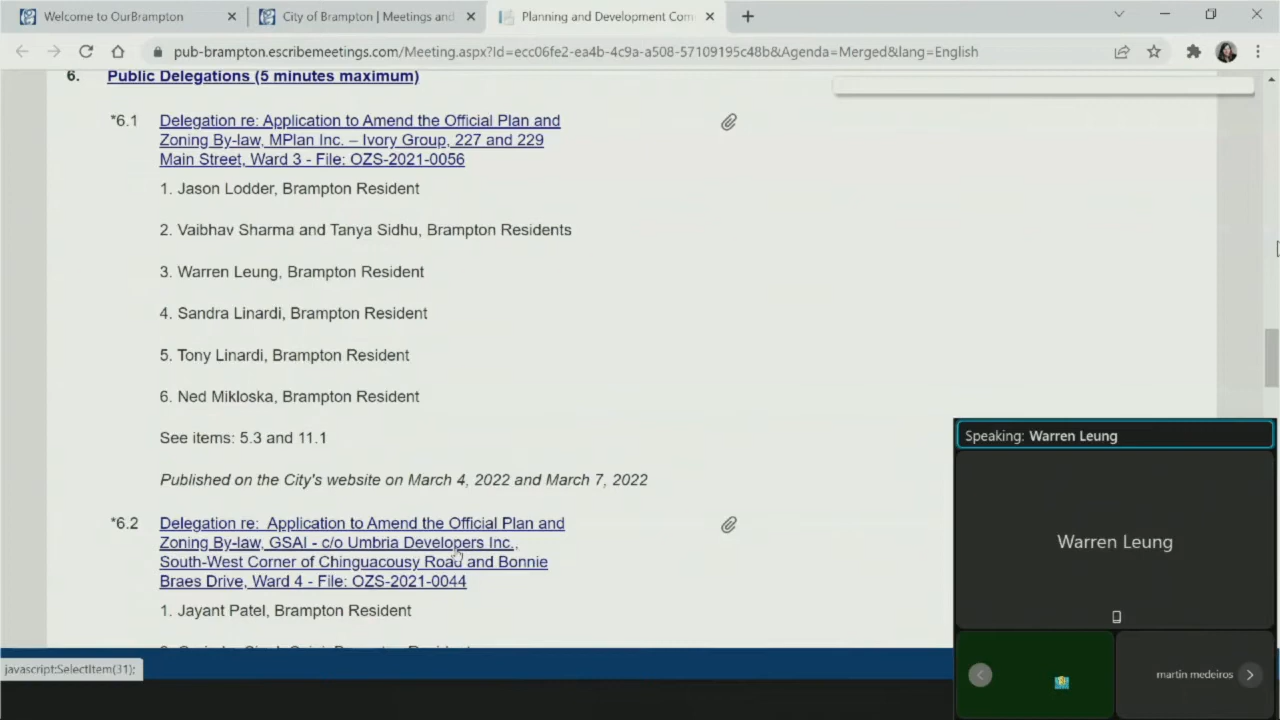 Welcome to OurBrampton
City of Brampton | Meetings and
Planning and Development Com
pub-brampton.escribemeetings.com/Meeting.aspx?Id=ecc06fe2-ea4b-4c9a-a508-57109195c48b&Agenda=Merged&lang=English
6. Public Delegations (5 minutes maximum)
*6.1 Delegation re: Application to Amend the Official Plan and
Zoning By-law, MPlan Inc. – Ivory Group, 227 and 229
Main Street, Ward 3 - File: OZS-2021-0056
1. Jason Lodder, Brampton Resident
2. Vaibhav Sharma and Tanya Sidhu, Brampton Residents
3. Warren Leung, Brampton Resident
4. Sandra Linardi, Brampton Resident
5. Tony Linardi, Brampton Resident
6. Ned Mikloska, Brampton Resident
See items: 5.3 and 11.1
Published on the City's website on March 4, 2022 and March 7, 2022
*6.2 Delegation re: Application to Amend the Official Plan and
Zoning By-law, GSAI - c/o Umbria Developers Inc.,
South-West Corner of Chinguacousy Road and Bonnie
Braes Drive, Ward 4 - File: OZS-2021-0044
1. Jayant Patel, Brampton Resident
javascript:SelectItem(31);
Speaking: Warren Leung
Warren Leung
martin medeiros